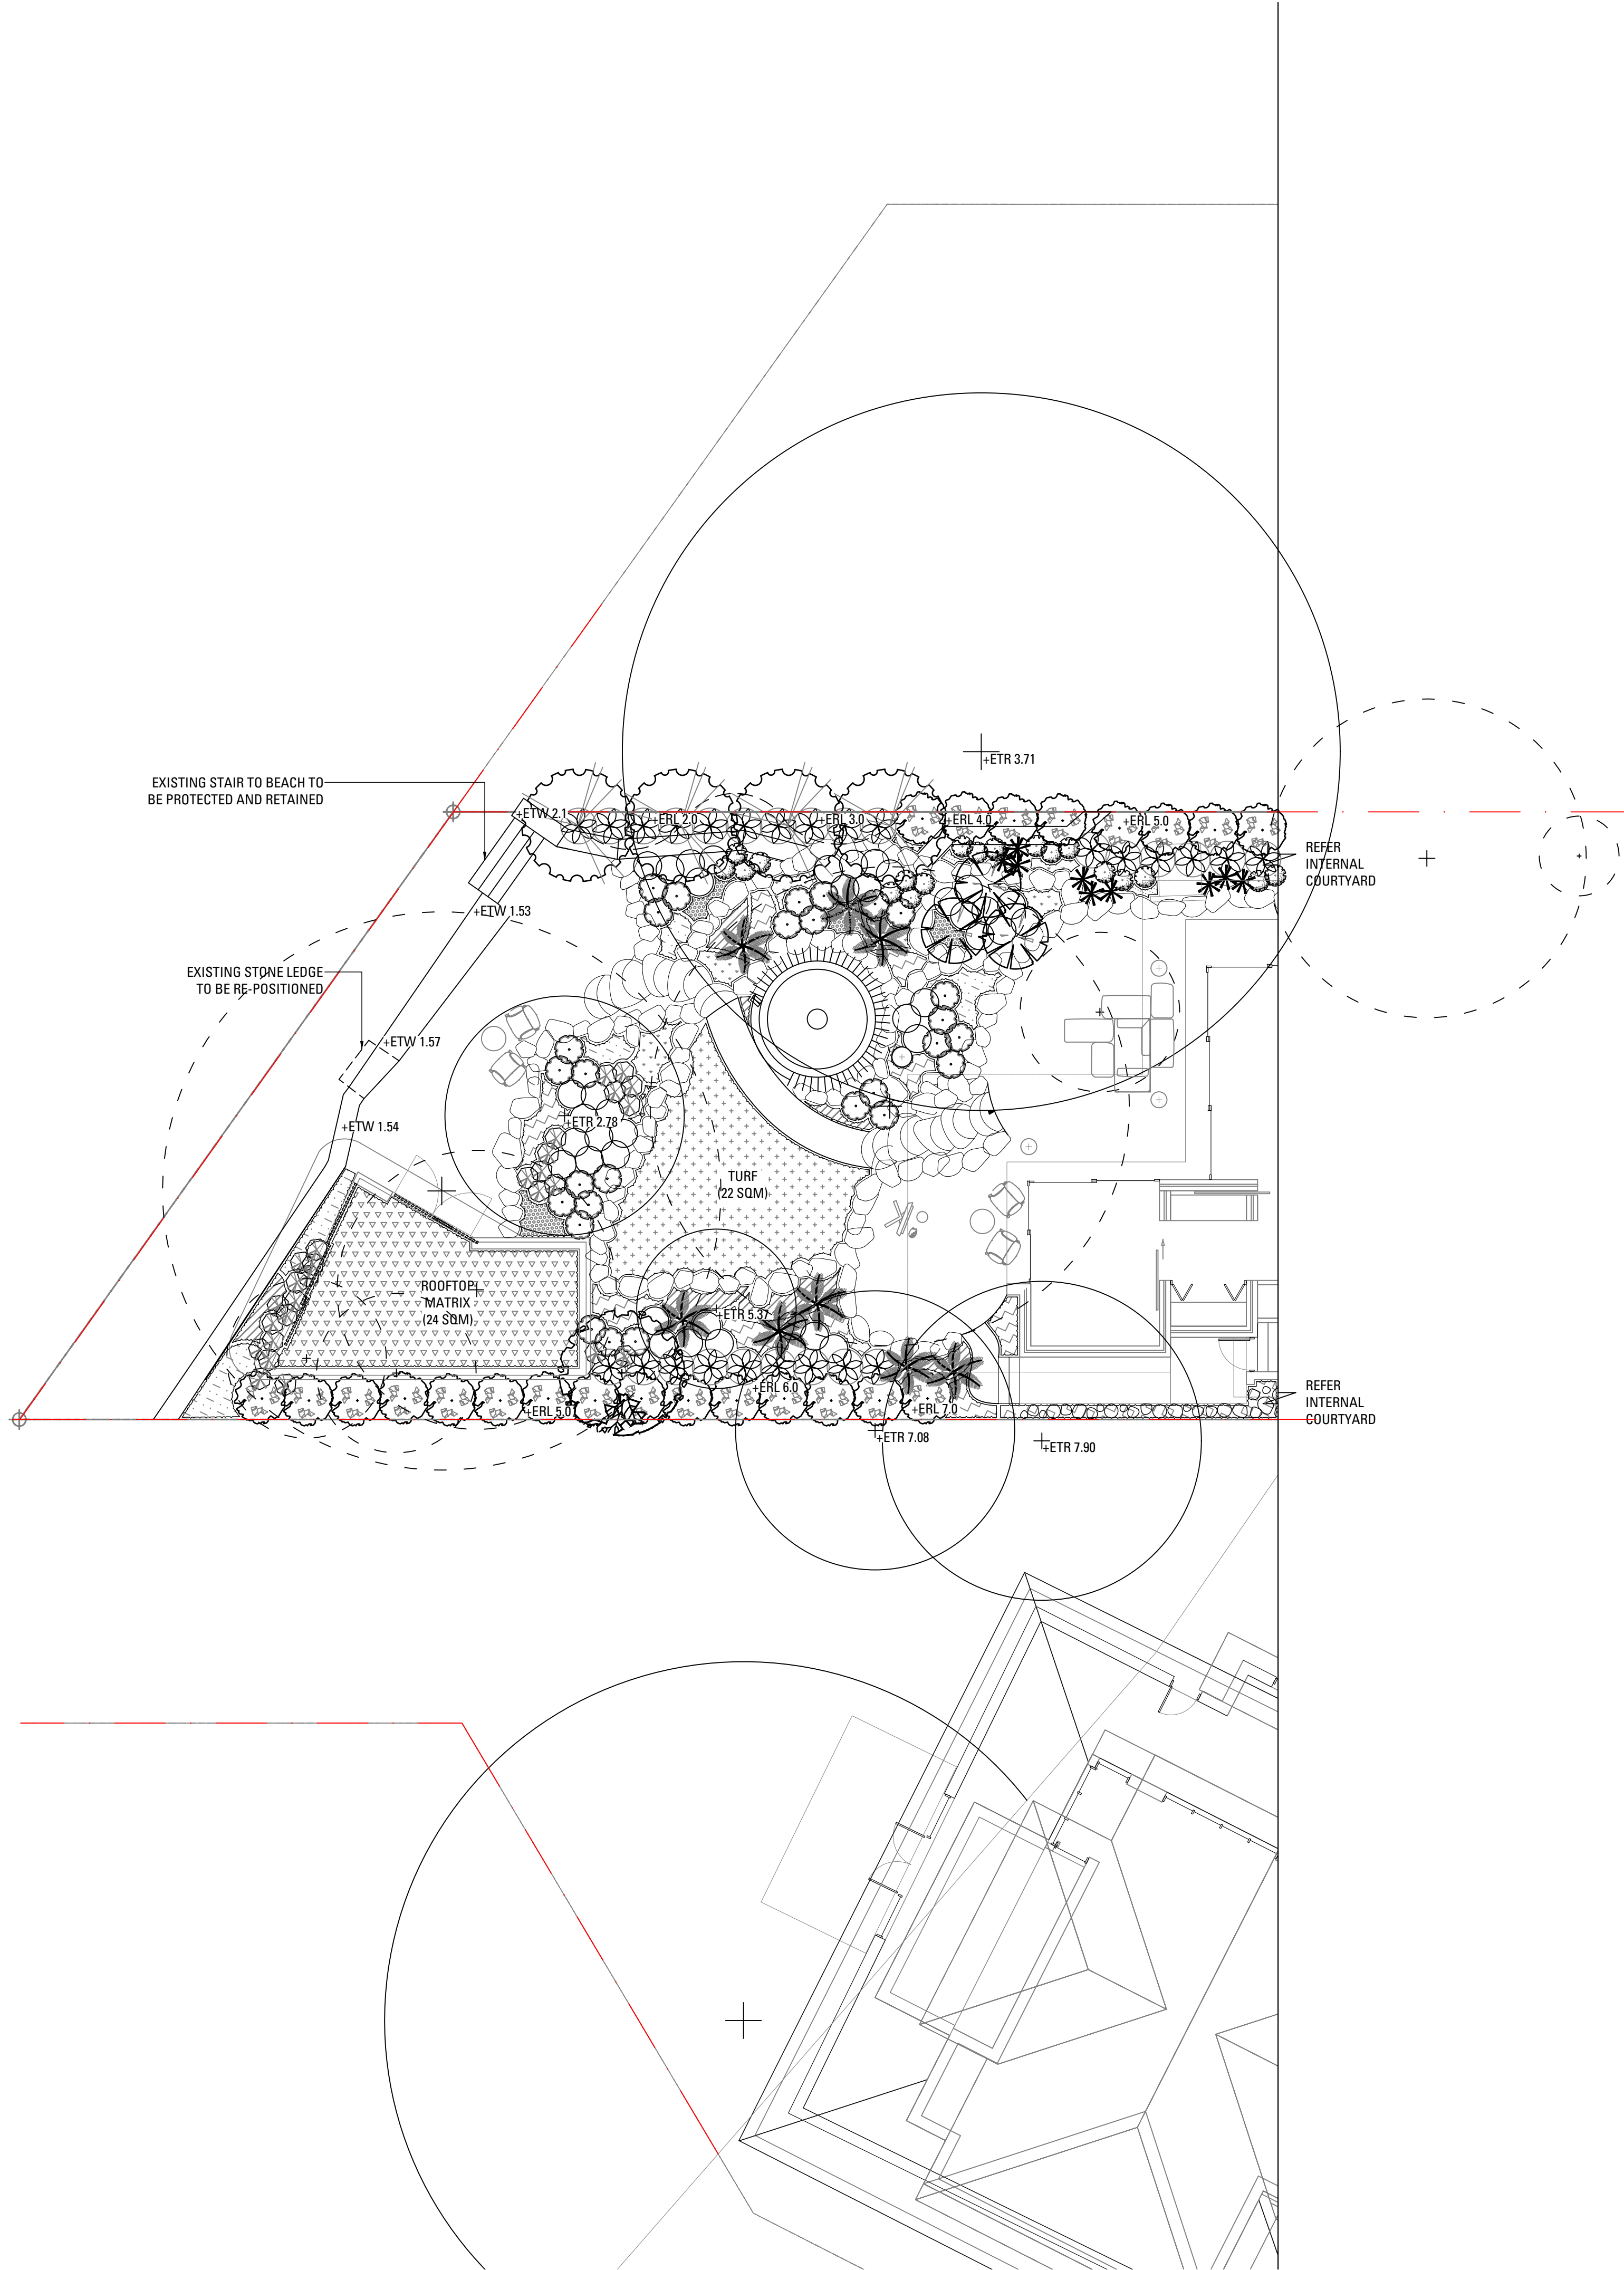 +ETR 3.71
EXISTING STAIR TO BEACH TO
BE PROTECTED AND RETAINED
+ETW 2.1
+ERL 2.0
+ERL 3.0
+ERL 4.0
+ERL 5.0
REFER
INTERNAL
COURTYARD
+ETW 1.53
EXISTING STONE LEDGE
TO BE RE-POSITIONED
+ETW 1.57
+ETR 2.78
+ETW 1.54
TURF
(22 SQM)
ROOFTOP
MATRIX
(24 SQM)
+ETR 5.37
+ERL 6.0
REFER
INTERNAL
COURTYARD
+ERL 5.0
+ERL 7.0
+ETR 7.08
+ETR 7.90